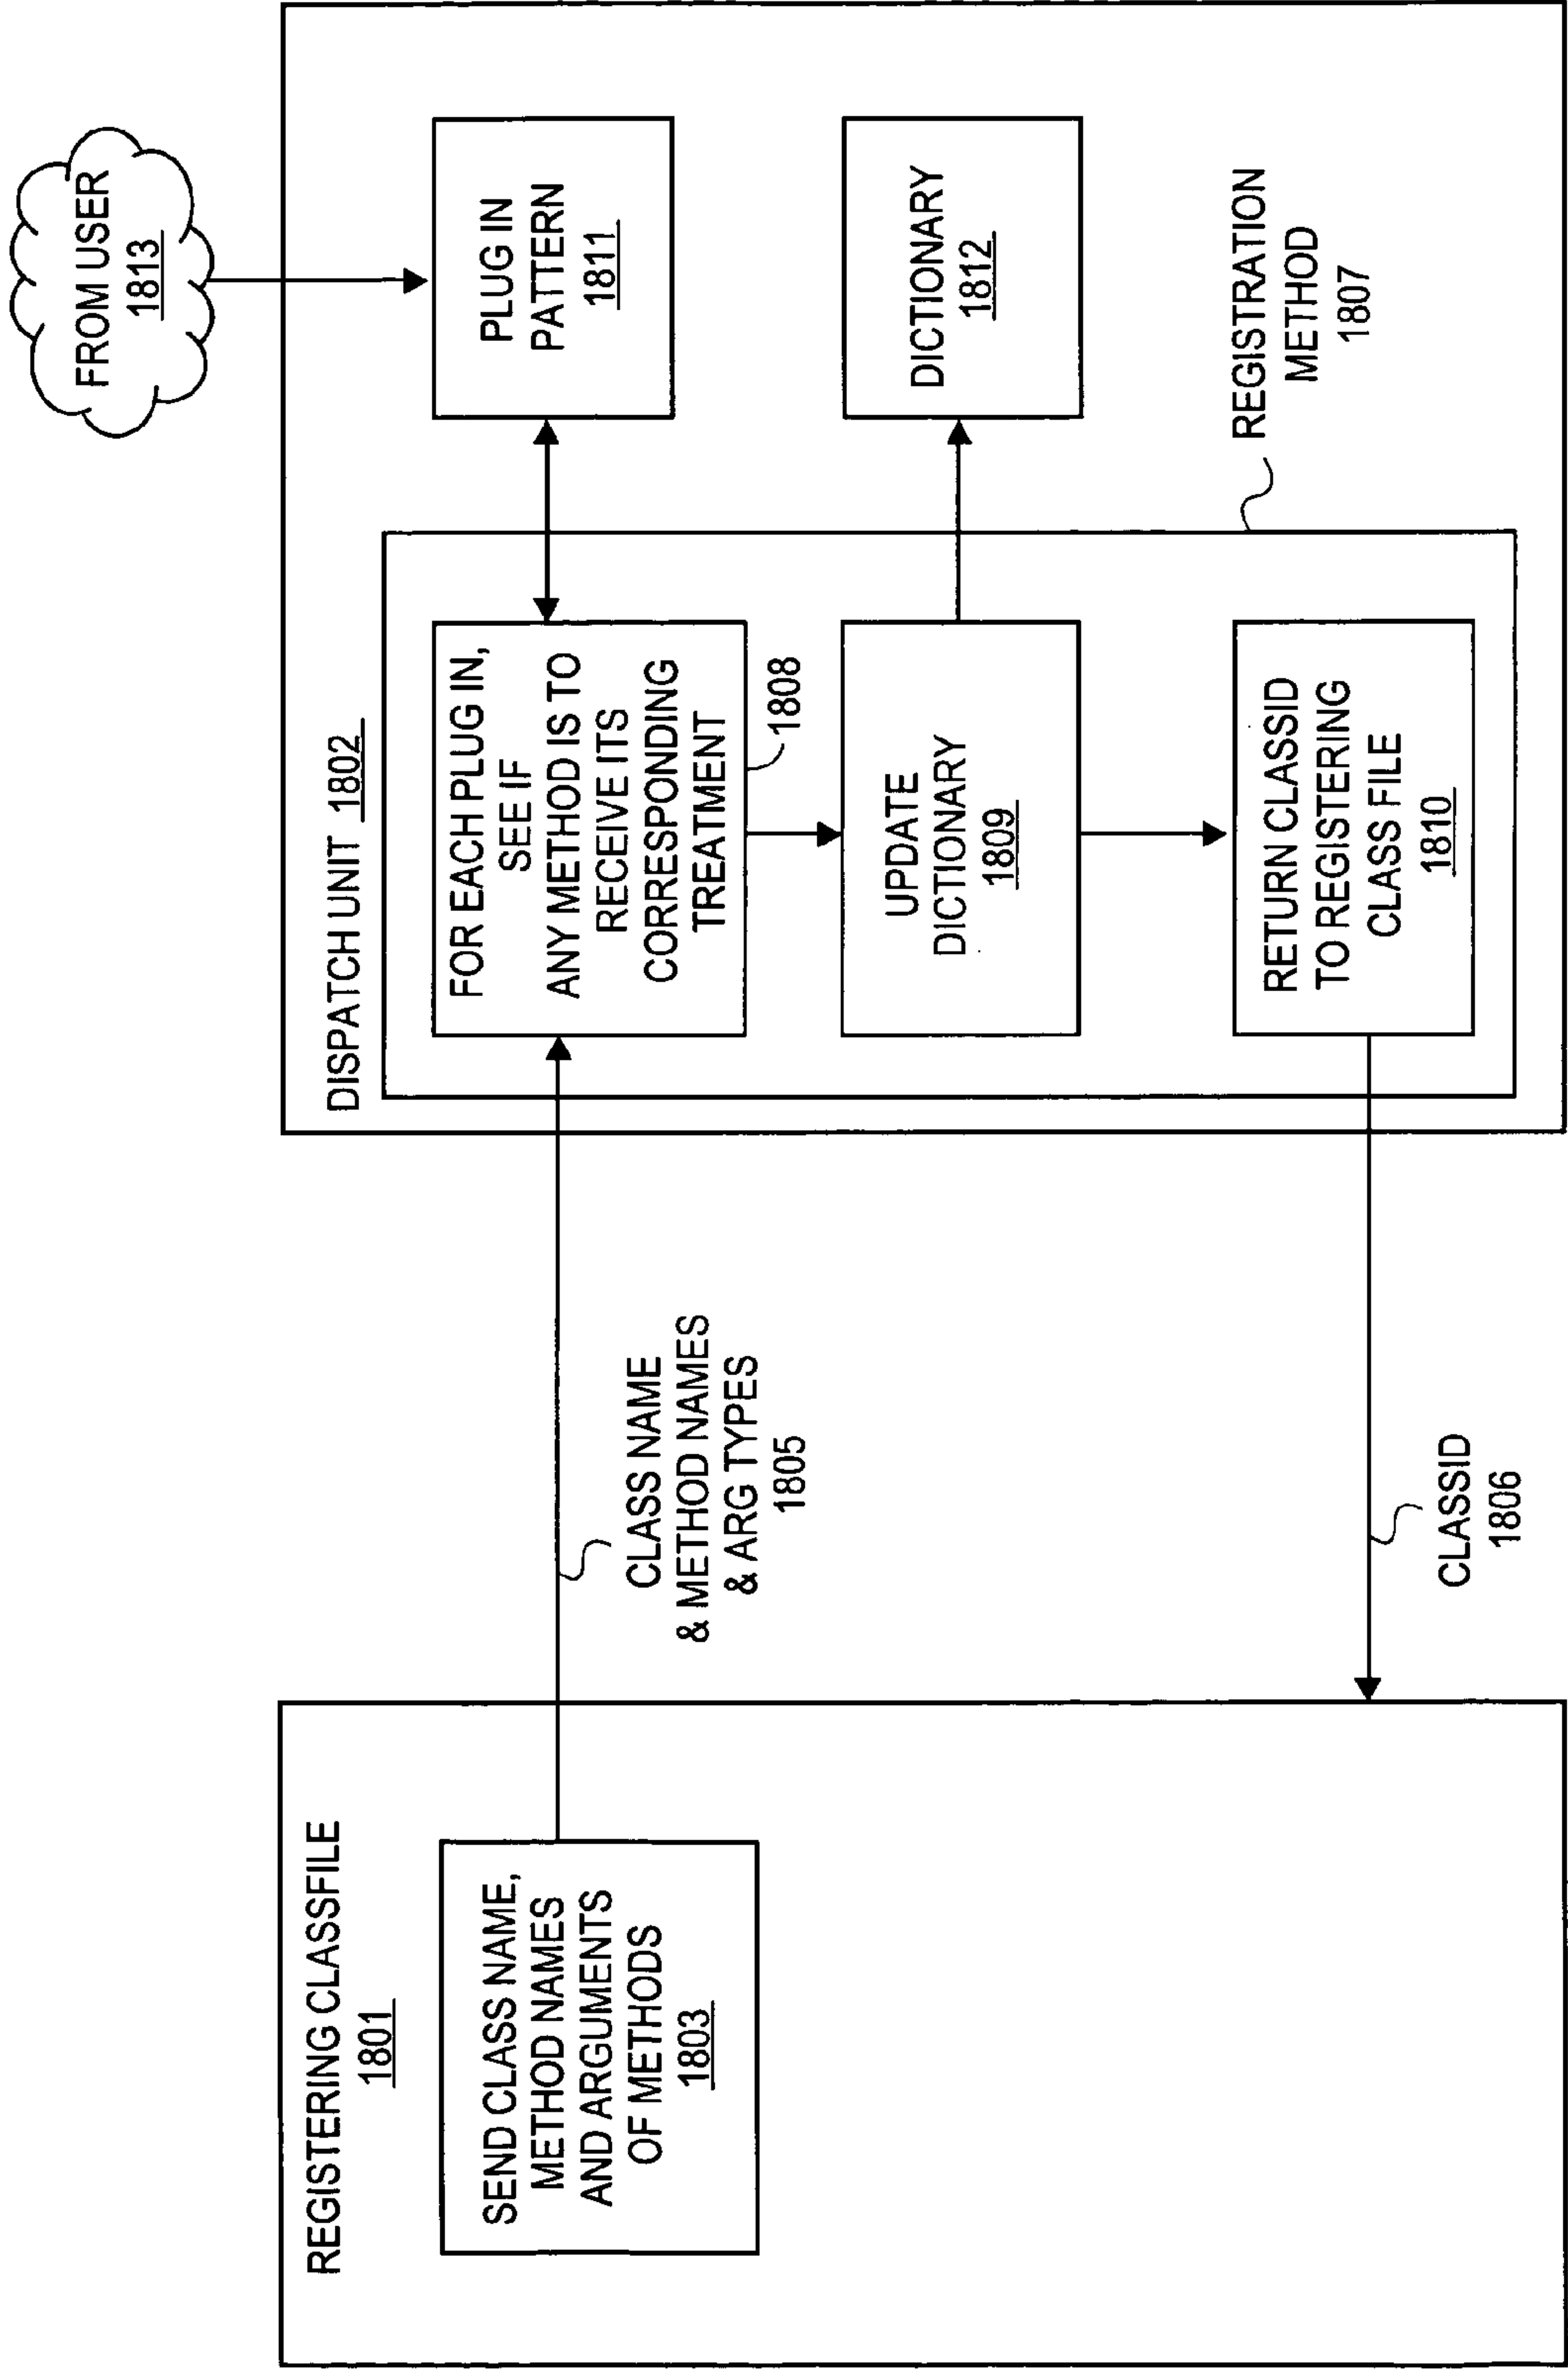 REGISTERING CLASSFILE
1801
SEND CLASS NAME,
METHOD NAMES
AND ARGUMENTS
OF METHODS
1803
CLASS NAME
& METHOD NAMES
& ARG TYPES
1805
CLASSID
1806
DISPATCH UNIT 1802
FOR EACH PLUG IN,
SEE IF
ANY METHOD IS TO
RECEIVE ITS
CORRESPONDING
TREATMENT
1808
UPDATE
DICTIONARY
1809
RETURN CLASSID
TO REGISTERING
CLASS FILE
1810
FROM USER
1813
PLUG IN
PATTERN
1811
DICTIONARY
1812
REGISTRATION
METHOD
1807